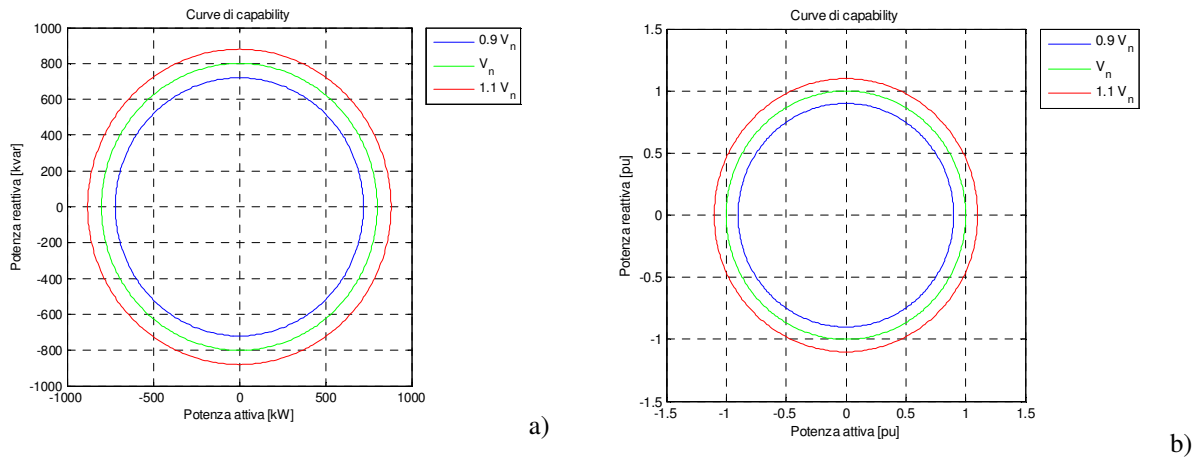 Curve di capability
1000
800
600
400
200
0
-200
-400
-600
-800
-1000
-1000
-500
0
500
1000
Potenza reattiva [kvar]
Potenza attiva [kW]
0.9 V_n
V_n
1.1 V_n
a)
Curve di capability
1.5
1
0.5
0
-0.5
-1
-1.5
-1.5
-1
-0.5
0
0.5
1
1.5
Potenza reattiva [pu]
Potenza attiva [pu]
0.9 V_n
V_n
1.1 V_n
b)